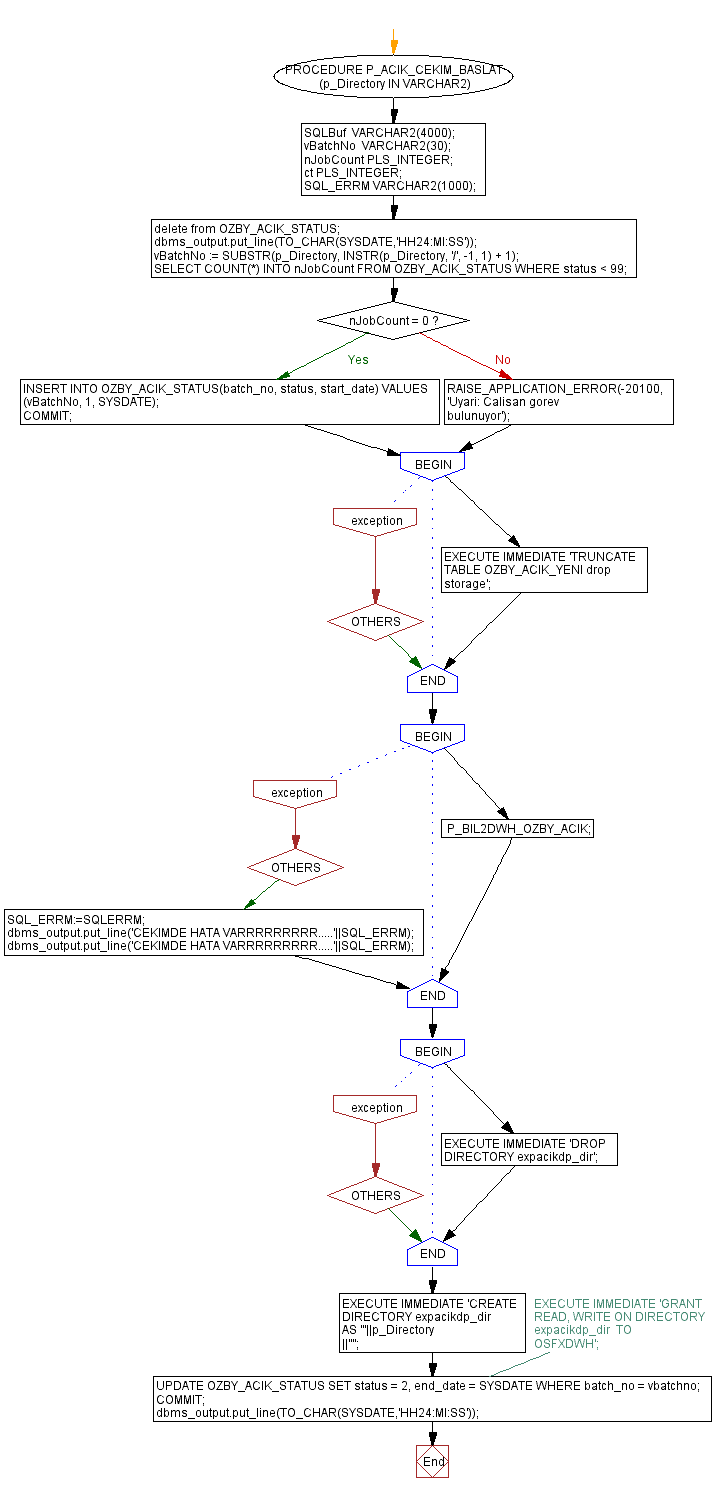 PROCEDURE P_ACIK_CEKIM_BASLAT
(p_Directory IN VARCHAR2)
SQLBuf VARCHAR2(4000);
vBatchNo VARCHAR2(30);
nJobCount PLS_INTEGER;
ct PLS_INTEGER;
SQL_ERRM VARCHAR2(1000);
delete from OZBY_ACIK_STATUS;
dbms_output.put_line(TO_CHAR(SYSDATE,'HH24:MI:SS'));
vBatchNo := SUBSTR(p_Directory, INSTR(p_Directory, '/', -1, 1) + 1);
SELECT COUNT(*) INTO nJobCount FROM OZBY_ACIK_STATUS WHERE status < 99;
nJobCount = 0 ?
Yes
No
INSERT INTO OZBY_ACIK_STATUS(batch_no, status, start_date) VALUES
(vBatchNo, 1, SYSDATE);
COMMIT;
RAISE_APPLICATION_ERROR(-20100,
'Uyari: Calisan gorev
bulunuyor');
BEGIN
exception
EXECUTE IMMEDIATE 'TRUNCATE
TABLE OZBY_ACIK_YENI drop
storage';
OTHERS
END
BEGIN
exception
P_BIL2DWH_OZBY_ACIK;
OTHERS
SQL_ERRM:=SQLERRM;
dbms_output.put_line('CEKIMDE HATA VARRRRRRRRR.....'||SQL_ERRM);
dbms_output.put_line('CEKIMDE HATA VARRRRRRRRR.....'||SQL_ERRM);
END
BEGIN
exception
EXECUTE IMMEDIATE 'DROP
DIRECTORY expacikdp_dir';
OTHERS
END
EXECUTE IMMEDIATE 'CREATE
DIRECTORY expacikdp_dir
AS '''||p_Directory
||'''';
EXECUTE IMMEDIATE 'GRANT
READ, WRITE ON DIRECTORY
expacikdp_dir TO
OSFXDWH';
UPDATE OZBY_ACIK_STATUS SET status = 2, end_date = SYSDATE WHERE batch_no = vbatchno;
COMMIT;
dbms_output.put_line(TO_CHAR(SYSDATE,'HH24:MI:SS'));
End